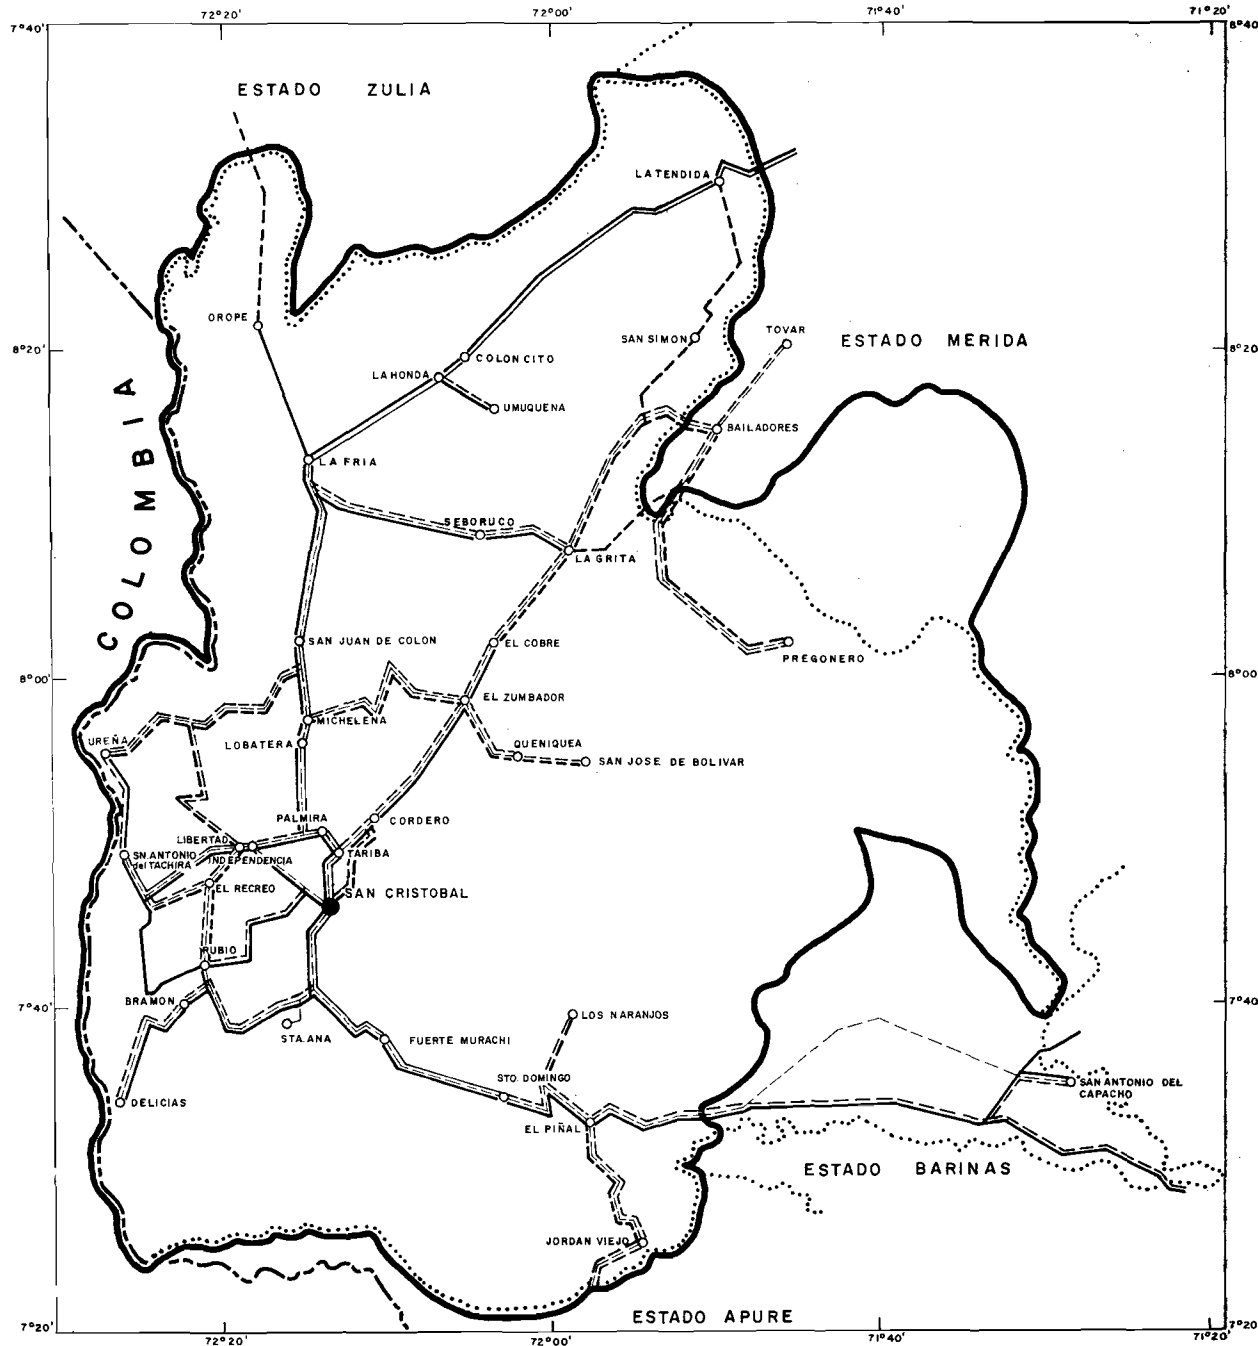 72°20'
72°00'
71°40'
71°20'
7°40'
8°40
ESTADO ZULIA
LA TENDIDA
OROPE
SAN SIMON
TOVAR
ESTADO MERIDA
8°20'
8°20
COLONCITO
LA HONDA
UMUQUENA
BAILADORES
COLOMBIA
LA FRIA
SEBORUCO
LA GRITA
SAN JUAN DE COLON
EL COBRE
PREGONERO
8°00'
8°00'
EL ZUMBADOR
MICHELENA
UREÑA
LOBATERA
QUENIQUEA
SAN JOSE DE BOLIVAR
PALMIRA
CORDERO
LIBERTAD
SN. ANTONIO
del TACHIRA
INDEPENDENCIA
TARIBA
EL RECREO
SAN CRISTOBAL
RUBIO
BRAMON
7°40'
7°40'
LOS NARANJOS
STA. ANA
FUERTE MURACHI
STO. DOMINGO
SAN ANTONIO DEL
CAPACHO
DELICIAS
EL PIÑAL
ESTADO BARINAS
JORDAN VIEJO
ESTADO APURE
7°20'
7°20
72°20'
72°00'
71°40'
71°20'